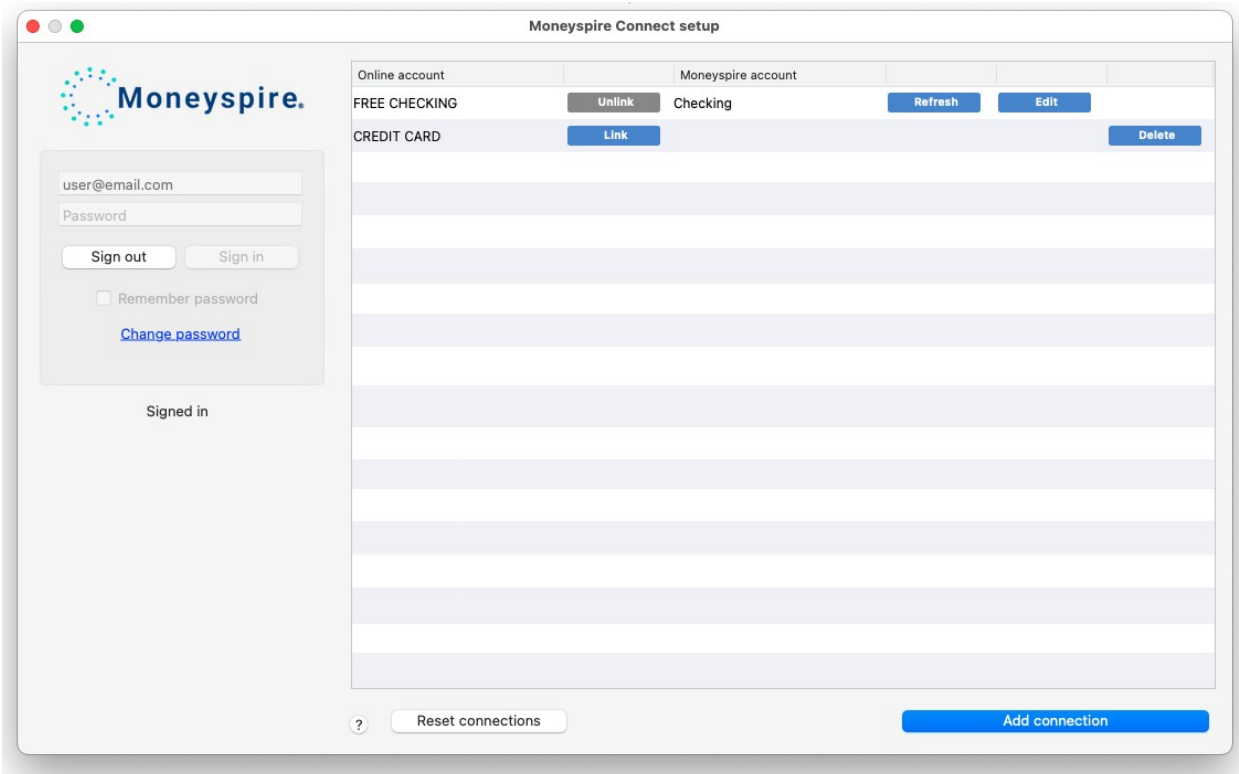 Moneyspire Connect setup
Moneyspire.
user@email.com
Password
Sign out Sign in
Remember password
Change password
Signed in
Online account Moneyspire account
FREE CHECKING Unlink Checking Refresh Edit
CREDIT CARD Link Delete
? Reset connections Add connection